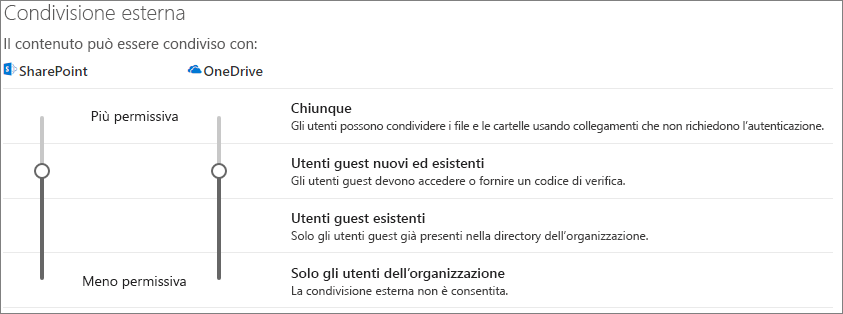 Condivisione esterna
Il contenuto può essere condiviso con:
SharePoint OneDrive
Più permissiva
Chiunque
Gli utenti possono condividere i file e le cartelle usando collegamenti che non richiedono l'autenticazione.
Utenti guest nuovi ed esistenti
Gli utenti guest devono accedere o fornire un codice di verifica.
Utenti guest esistenti
Solo gli utenti guest già presenti nella directory dell'organizzazione.
Meno permissiva
Solo gli utenti dell'organizzazione
La condivisione esterna non è consentita.